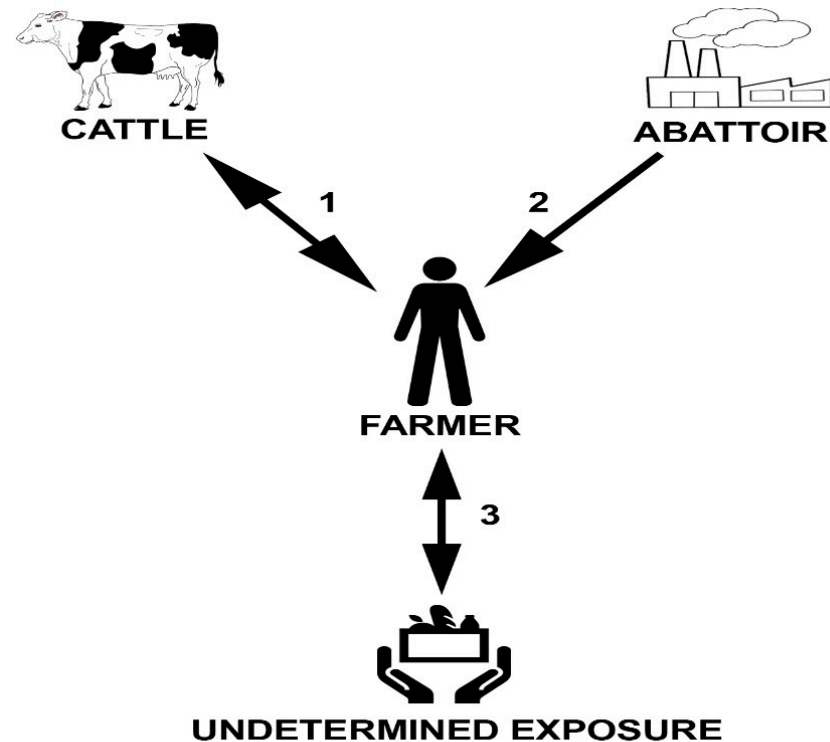 CATTLE
ABATTOIR
1
2
FARMER
3
UNDETERMINED EXPOSURE